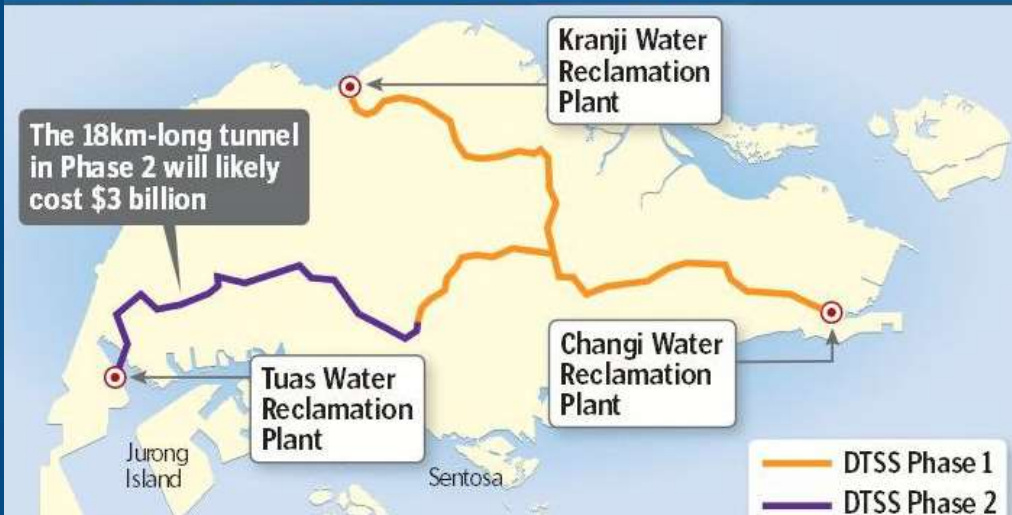 Kranji Water
Reclamation
Plant
The 18km-long tunnel
in Phase 2 will likely
cost $3 billion
Changi Water
Reclamation
Plant
Tuas Water
Reclamation
Plant
Jurong
Island
Sentosa
DTSS Phase 1
DTSS Phase 2